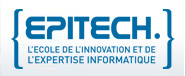 {EPITECH.}
L'ECOLE DE L'INNOVATION ET DE
L'EXPERTISE INFORMATIQUE